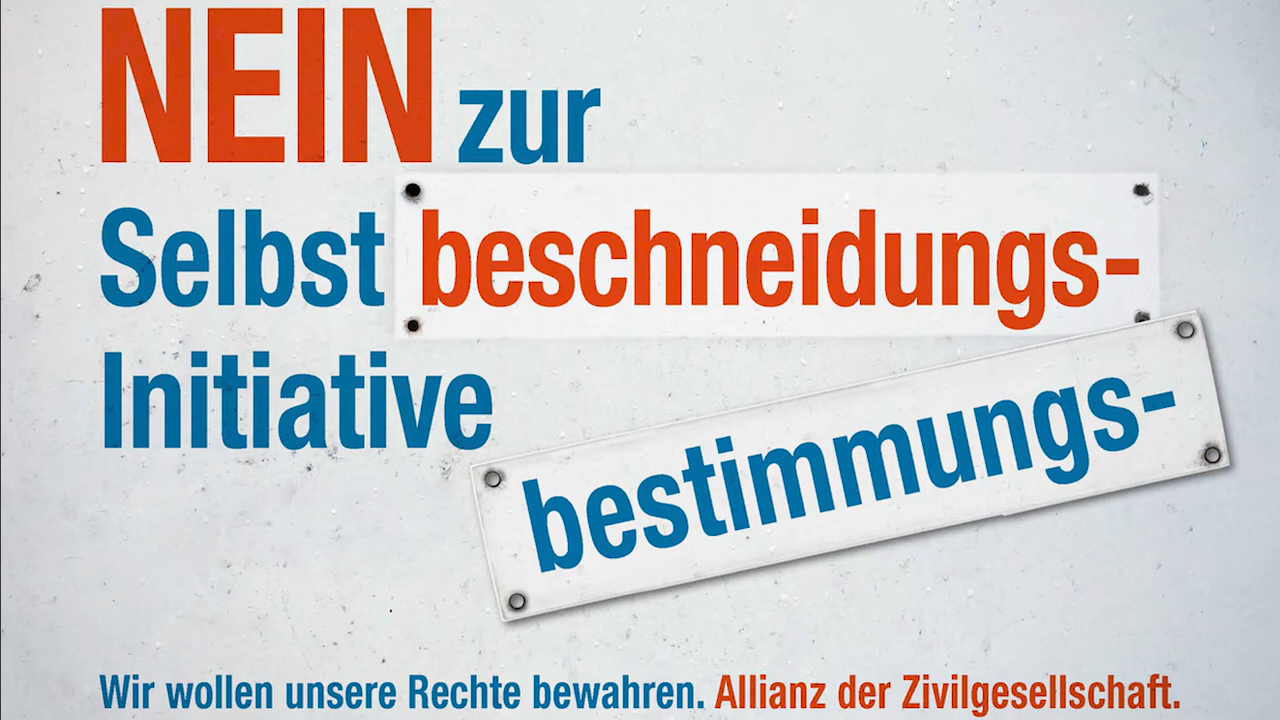 NEIN zur
Selbst beschneidungs-
Initiative
bestimmungs-
Wir wollen unsere Rechte bewahren. Allianz der Zivilgesellschaft.